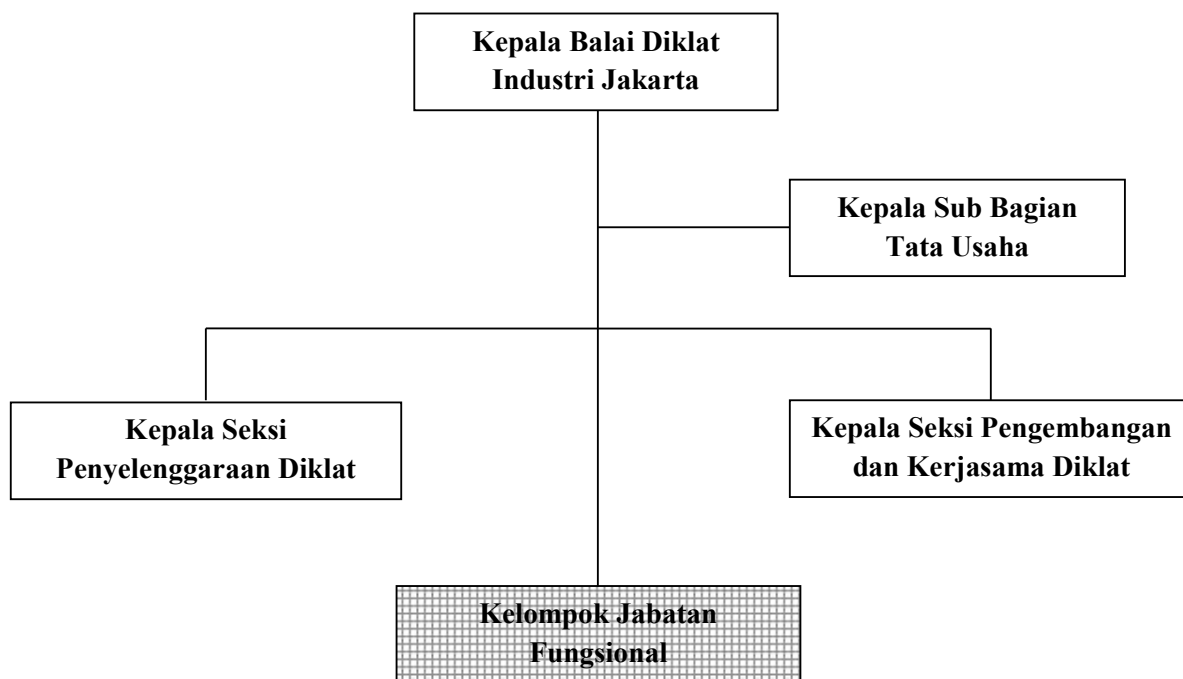 Kepala Balai Diklat
Industri Jakarta
Kepala Sub Bagian
Tata Usaha
Kepala Seksi
Penyelenggaraan Diklat
Kepala Seksi Pengembangan
dan Kerjasama Diklat
Kelompok Jabatan
Fungsional